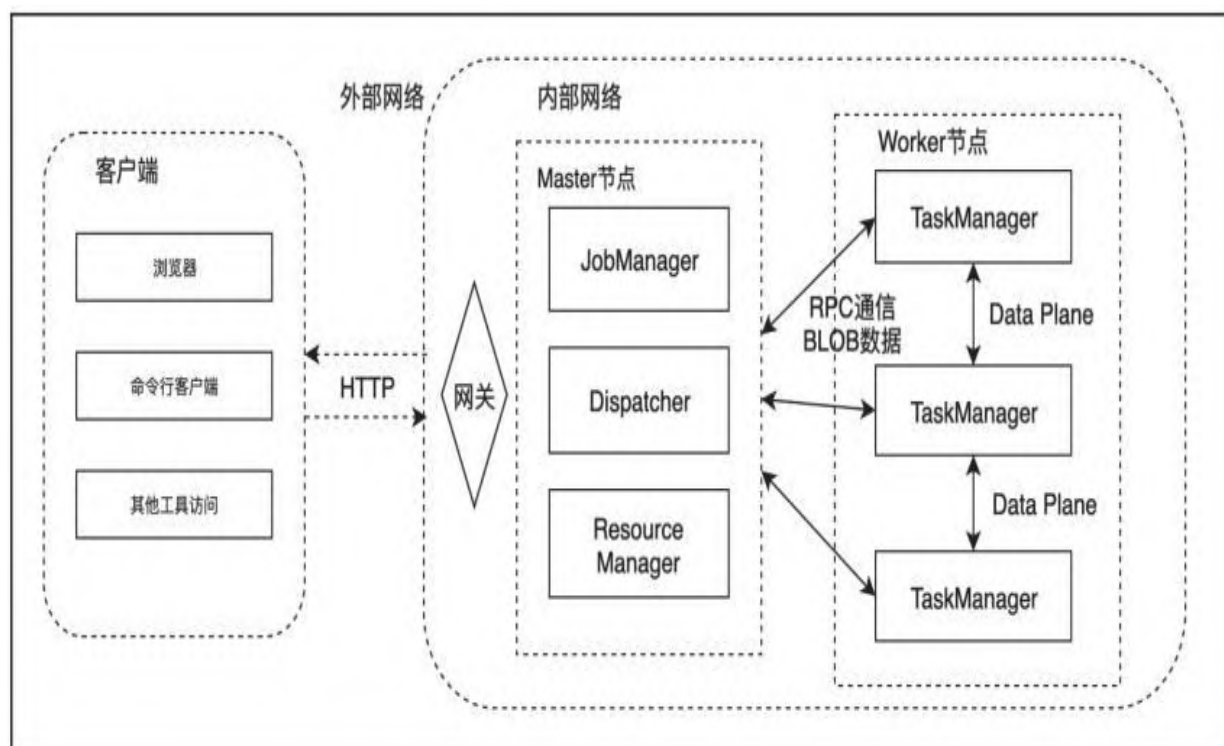 外部网络
内部网络
客户端
浏览器
命令行客户端
其他工具访问
HTTP
网关
Master节点
JobManager
Dispatcher
Resource
Manager
RPC通信
BLOB数据
Worker节点
TaskManager
Data Plane
TaskManager
Data Plane
TaskManager